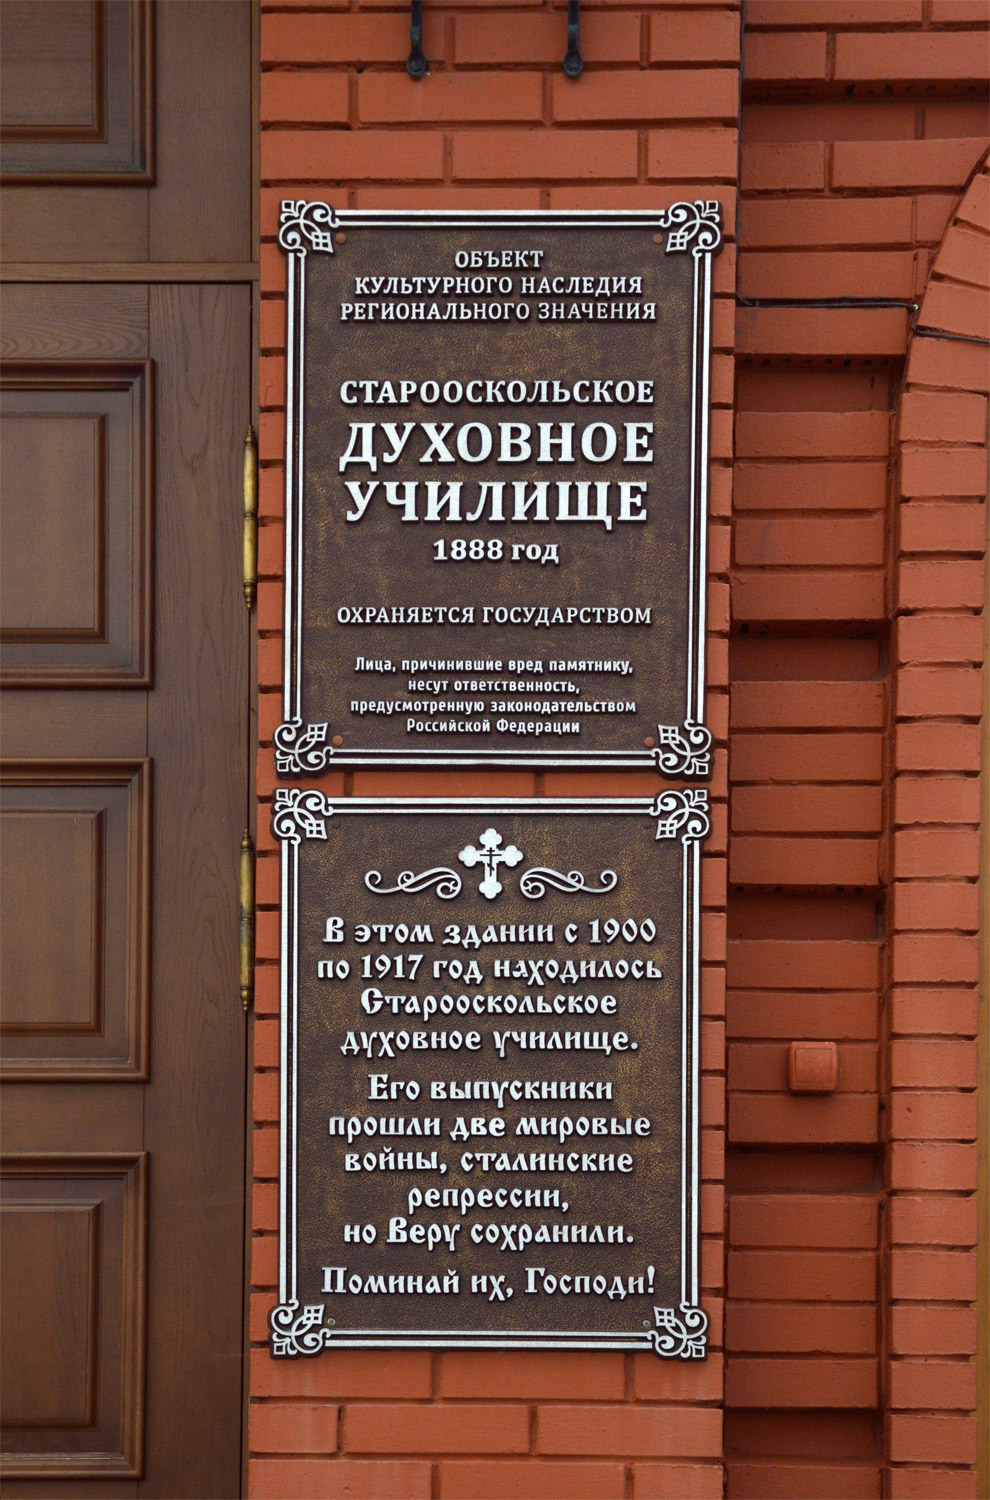 ОБЪЕКТ
КУЛЬТУРНОГО НАСЛЕДИЯ
РЕГИОНАЛЬНОГО ЗНАЧЕНИЯ
СТАРООСКОЛЬСКОЕ
ДУХОВНОЕ
УЧИЛИЩЕ
1888 год
ОХРАНЯЕТСЯ ГОСУДАРСТВОМ
Лица, причинившие вред памятнику,
несут ответственность,
предусмотренную законодательством
Российской Федерации
В этом здании с 1900
по 1917 год находилось
Старооскольское
духовное училище.
Его выпускники
прошли две мировые
войны, сталинские
репрессии,
но Веру сохранили.
Поминай их, Господи!